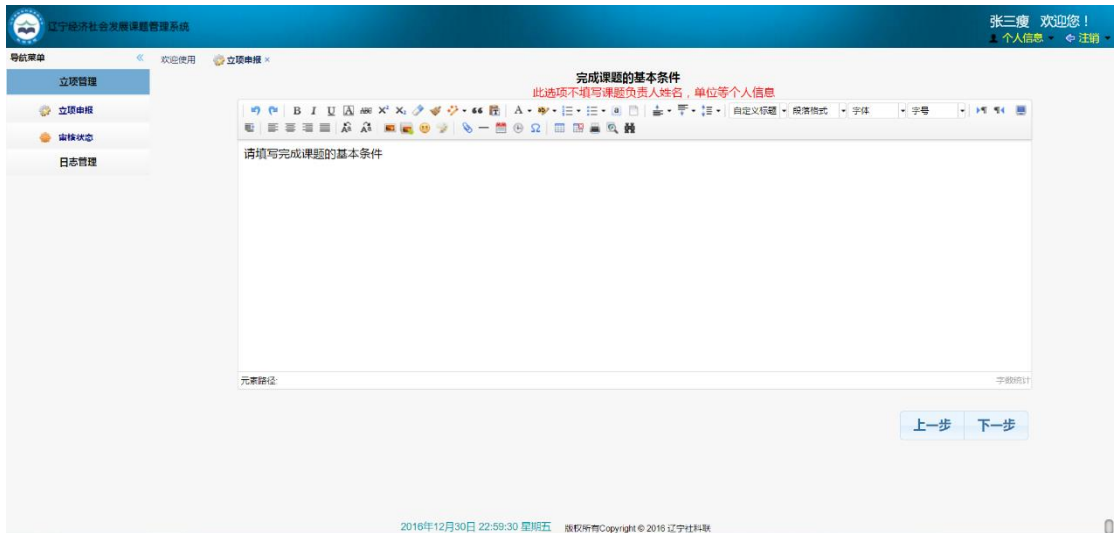 辽宁经济社会发展课题管理系统
张三瘦 欢迎您！
个人信息 注销
导航菜单
欢迎使用 立项申报 ×
立项管理
立项申报
审核状态
日志管理
完成课题的基本条件
此选项不填写课题负责人姓名，单位等个人信息
自定义标题 段落格式 字体 字号
请填写完成课题的基本条件
元素路径:
字数统计
上一步 下一步
2016年12月30日 22:59:30 星期五 版权所有Copyright © 2016 辽宁社科联